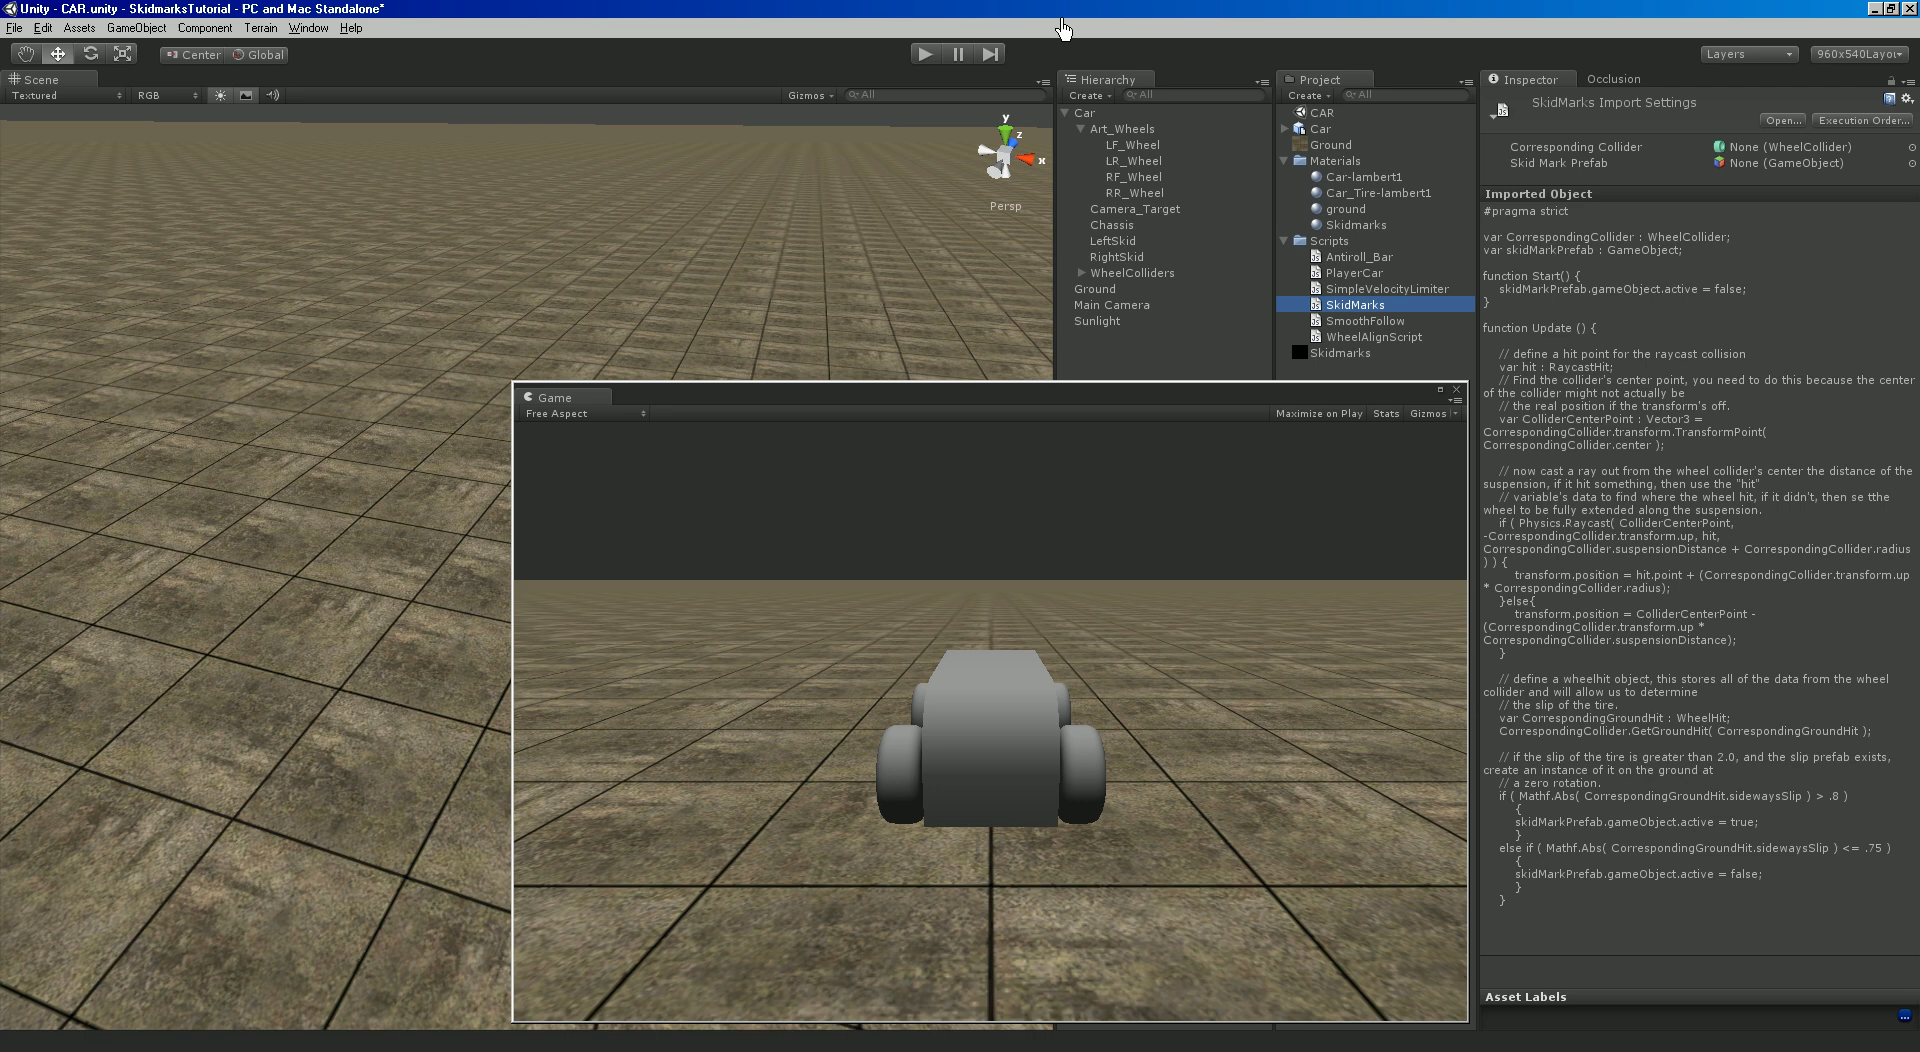 Unity - CAR.unity - SkidmarksTutorial - PC and Mac Standalone*
File Edit Assets GameObject Component Terrain Window Help
Center Global
Layers
960x540Layou
Scene
Textured RGB Gizmos All
Hierarchy
Create All
Car
Art_Wheels
LF_Wheel
LR_Wheel
RF_Wheel
RR_Wheel
Camera_Target
Chassis
LeftSkid
RightSkid
WheelColliders
Ground
Main Camera
Sunlight
Project
Create All
CAR
Car
Ground
Materials
Car-lambert1
Car_Tire-lambert1
ground
Skidmarks
Scripts
Antiroll_Bar
PlayerCar
SimpleVelocityLimiter
SkidMarks
SmoothFollow
WheelAlignScript
Skidmarks
y
z
x
Persp
Game
Free Aspect Maximize on Play Stats Gizmos
Inspector Occlusion
SkidMarks Import Settings
Open... Execution Order...
Corresponding Collider None (WheelCollider)
Skid Mark Prefab None (GameObject)
Imported Object
#pragma strict
var CorrespondingCollider : WheelCollider;
var skidMarkPrefab : GameObject;
function Start() {
skidMarkPrefab.gameObject.active = false;
}
function Update () {
// define a hit point for the raycast collision
var hit : RaycastHit;
// Find the collider's center point, you need to do this because the center
of the collider might not actually be
// the real position if the transform's off.
var ColliderCenterPoint : Vector3 =
CorrespondingCollider.transform.TransformPoint(
CorrespondingCollider.center );
// now cast a ray out from the wheel collider's center the distance of the
suspension, if it hit something, then use the "hit"
// variable's data to find where the wheel hit, if it didn't, then se tthe
wheel to be fully extended along the suspension.
if ( Physics.Raycast( ColliderCenterPoint,
-CorrespondingCollider.transform.up, hit,
CorrespondingCollider.suspensionDistance + CorrespondingCollider.radius
) ) {
transform.position = hit.point + (CorrespondingCollider.transform.up
* CorrespondingCollider.radius);
}else{
transform.position = ColliderCenterPoint -
(CorrespondingCollider.transform.up *
CorrespondingCollider.suspensionDistance);
}
// define a wheelhit object, this stores all of the data from the wheel
collider and will allow us to determine
// the slip of the tire.
var CorrespondingGroundHit : WheelHit;
CorrespondingCollider.GetGroundHit( CorrespondingGroundHit );
// if the slip of the tire is greater than 2.0, and the slip prefab exists,
create an instance of it on the ground at
// a zero rotation.
if ( Mathf.Abs( CorrespondingGroundHit.sidewaysSlip ) > .8 )
{
skidMarkPrefab.gameObject.active = true;
}
else if ( Mathf.Abs( CorrespondingGroundHit.sidewaysSlip ) <= .75 )
{
skidMarkPrefab.gameObject.active = false;
}
}
Asset Labels